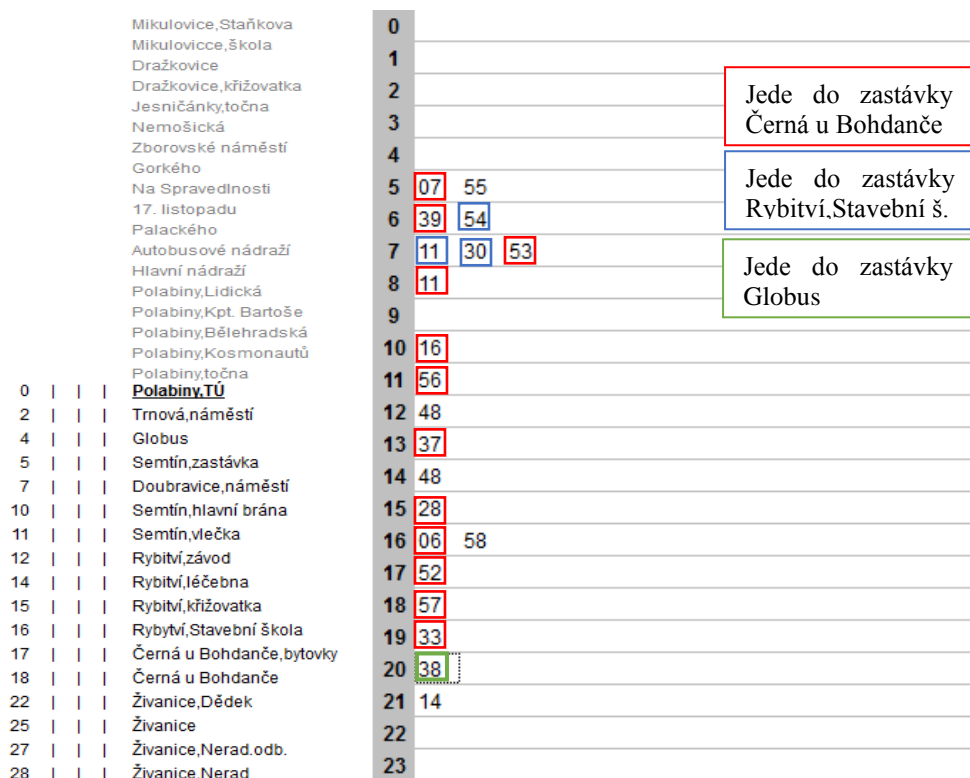 Mikulovice,Staňkova
Mikulovicce,škola
Dražkovice
Dražkovice,křižovatka
Jesničánky,točna
Nemošická
Zborovské náměstí
Gorkého
Na Spravedlnosti
17. listopadu
Palackého
Autobusové nádraží
Hlavní nádraží
Polabiny,Lidická
Polabiny,Kpt. Bartoše
Polabiny,Bělehradská
Polabiny,Kosmonautů
Polabiny,točna
0 | | | Polabiny,TÚ
2 | | | Trnová,náměstí
4 | | | Globus
5 | | | Semtín,zastávka
7 | | | Doubravice,náměstí
10 | | | Semtín,hlavní brána
11 | | | Semtín,vlečka
12 | | | Rybitví,závod
14 | | | Rybitví,léčebna
15 | | | Rybitví,křižovatka
16 | | | Rybytví,Stavební škola
17 | | | Černá u Bohdanče,bytovky
18 | | | Černá u Bohdanče
22 | | | Živanice,Dědek
25 | | | Živanice
27 | | | Živanice,Nerad.odb.
28 | | | Živanice,Nerad
0
1
2
3
4
5 07 55
6 39 54
7 11 30 53
8 11
9
10 16
11 56
12 48
13 37
14 48
15 28
16 06 58
17 52
18 57
19 33
20 38
21 14
22
23
Jede do zastávky
Černá u Bohdanče
Jede do zastávky
Rybitví,Stavební š.
Jede do zastávky
Globus